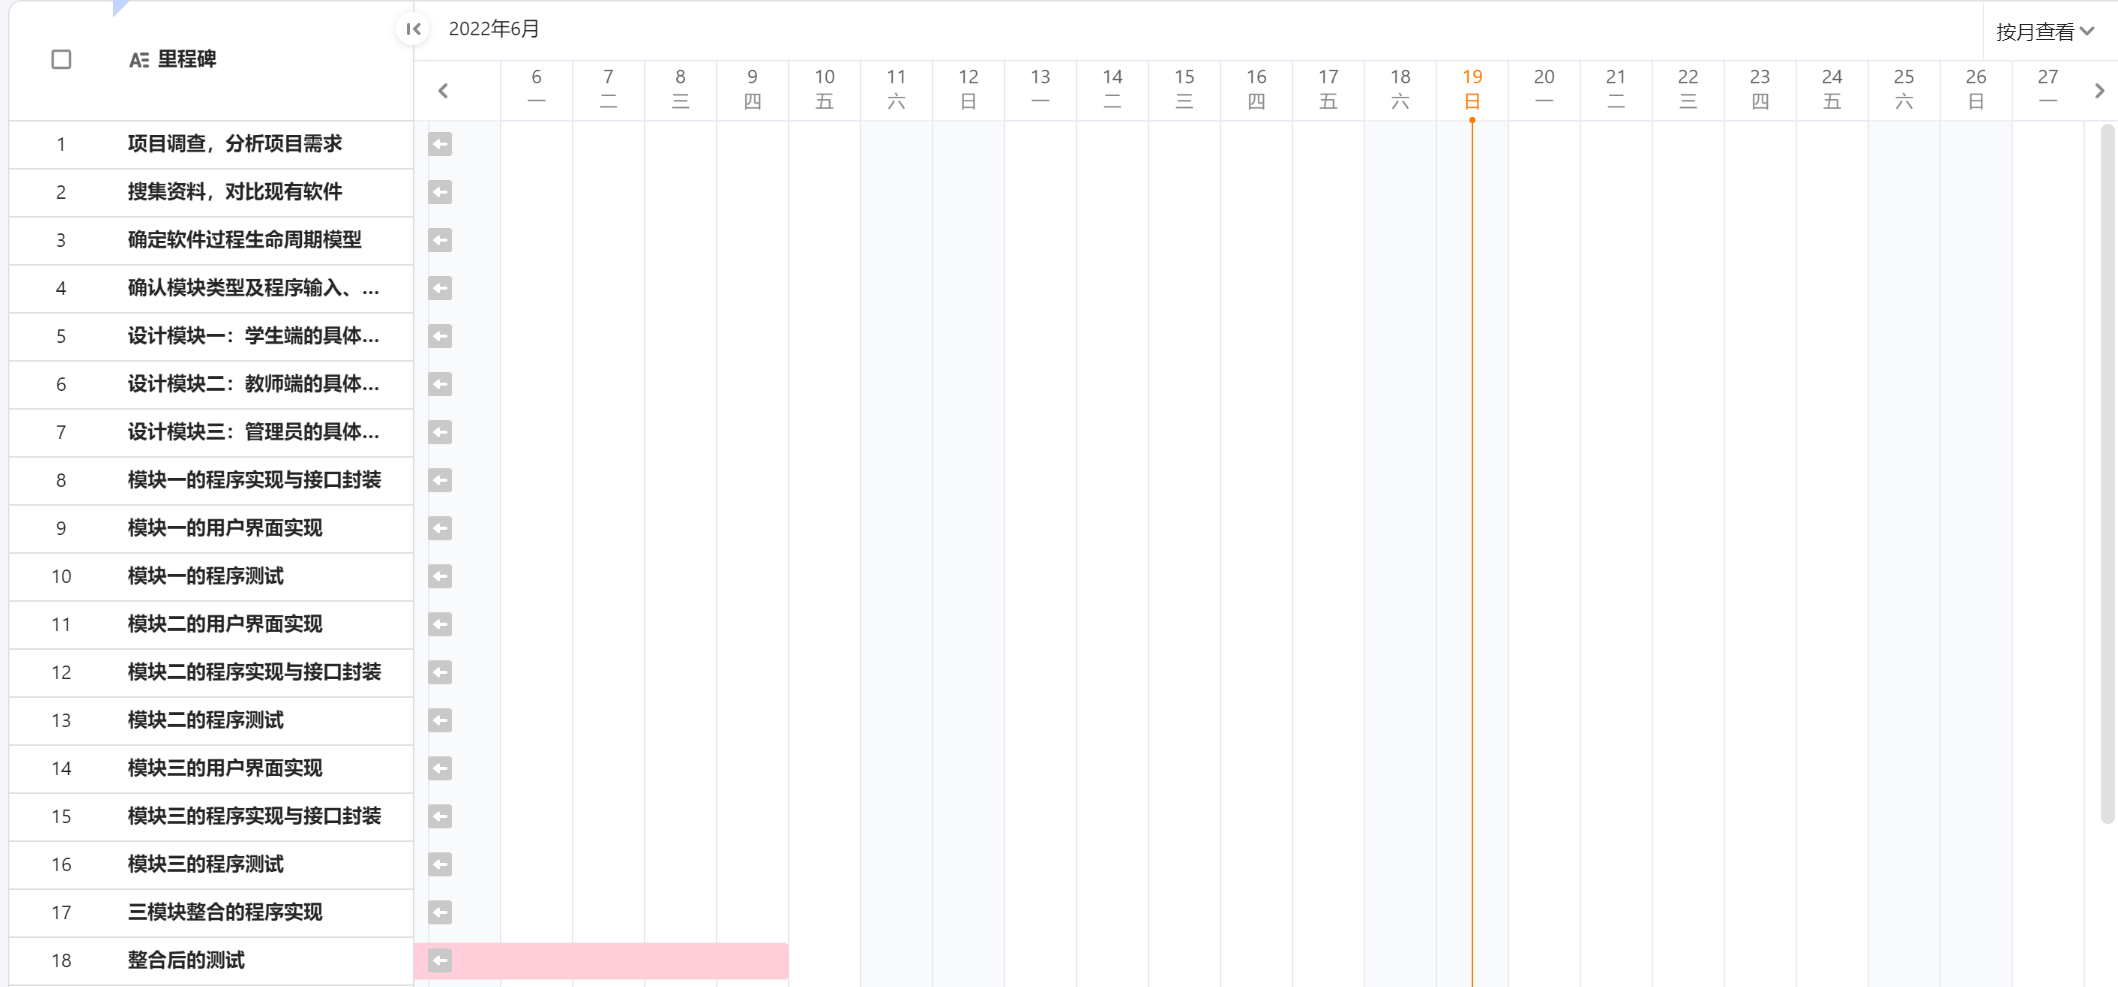 2022年6月
按月查看
里程碑
6 7 8 9 10 11 12 13 14 15 16 17 18 19 20 21 22 23 24 25 26 27
一 二 三 四 五 六 日 一 二 三 四 五 六 日 一 二 三 四 五 六 日 一
1 项目调查，分析项目需求
2 搜集资料，对比现有软件
3 确定软件过程生命周期模型
4 确认模块类型及程序输入、...
5 设计模块一：学生端的具体...
6 设计模块二：教师端的具体...
7 设计模块三：管理员的具体...
8 模块一的程序实现与接口封装
9 模块一的用户界面实现
10 模块一的程序测试
11 模块二的用户界面实现
12 模块二的程序实现与接口封装
13 模块二的程序测试
14 模块三的用户界面实现
15 模块三的程序实现与接口封装
16 模块三的程序测试
17 三模块整合的程序实现
18 整合后的测试